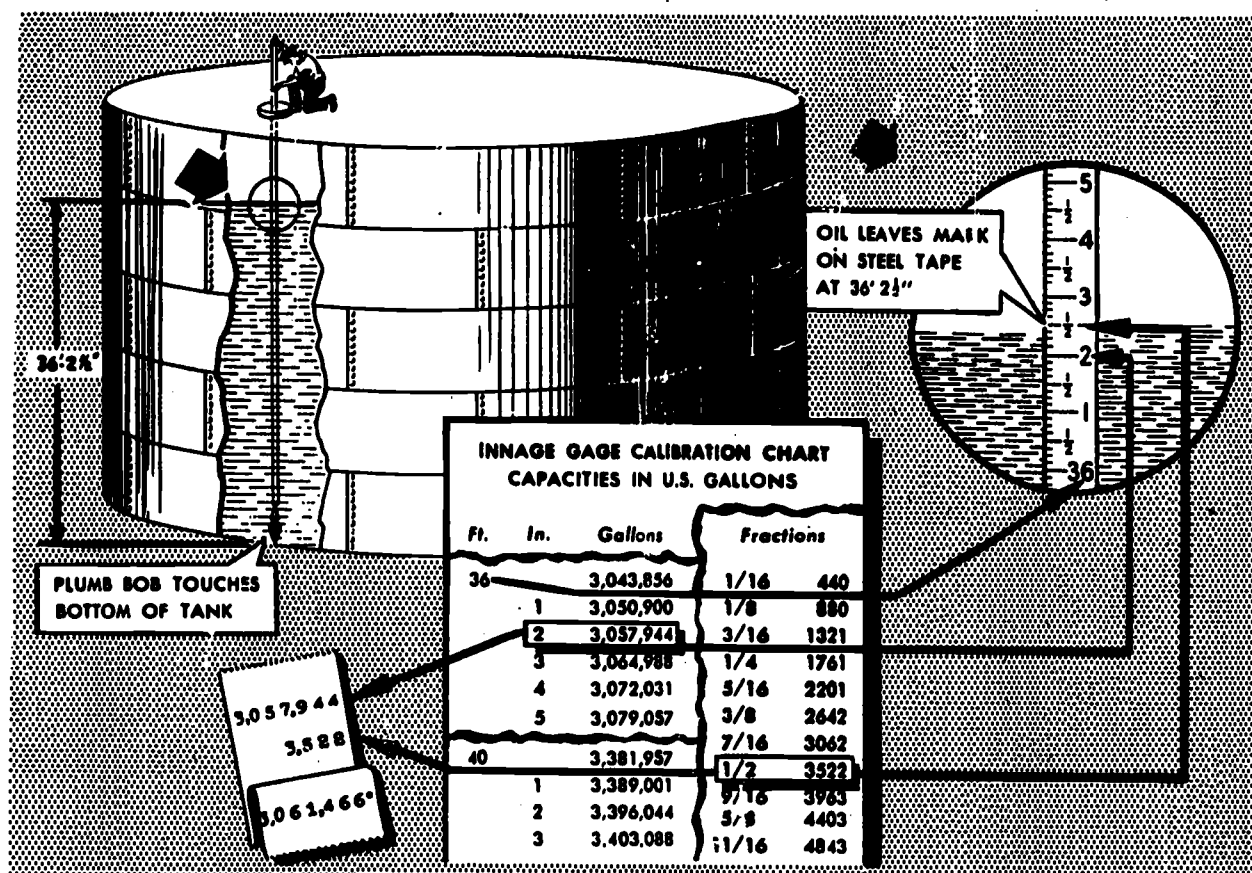 36'-2½"
PLUMB BOB TOUCHES
BOTTOM OF TANK
OIL LEAVES MARK
ON STEEL TAPE
AT 36' 2½"
5
½
4
½
3
½
2
½
1
½
36
INNAGE GAGE CALIBRATION CHART
CAPACITIES IN U.S. GALLONS
Ft. In. Gallons Fractions
36 3,043,856 1/16 440
1 3,050,900 1/8 880
2 3,057,944 3/16 1321
3 3,064,988 1/4 1761
4 3,072,031 5/16 2201
5 3,079,057 3/8 2642
7/16 3062
40 3,381,957 1/2 3522
1 3,389,001 9/16 3963
2 3,396,044 5/8 4403
3 3,403,088 11/16 4843
3,057,944
3,522
3,061,466*